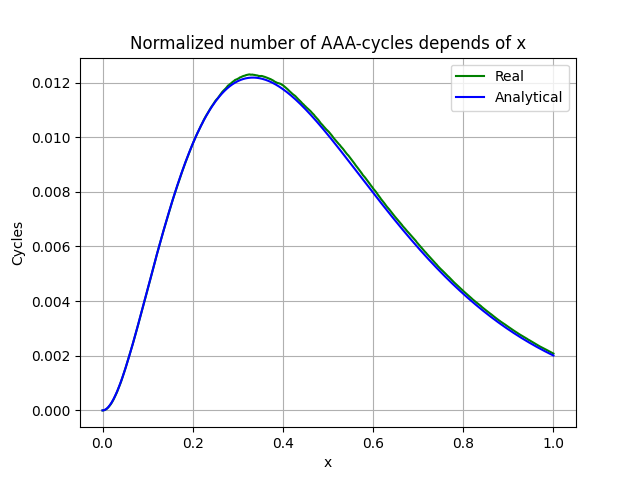 Normalized number of AAA-cycles depends of x
Real
Analytical
Cycles
0.012
0.010
0.008
0.006
0.004
0.002
0.000
0.0 0.2 0.4 0.6 0.8 1.0
x